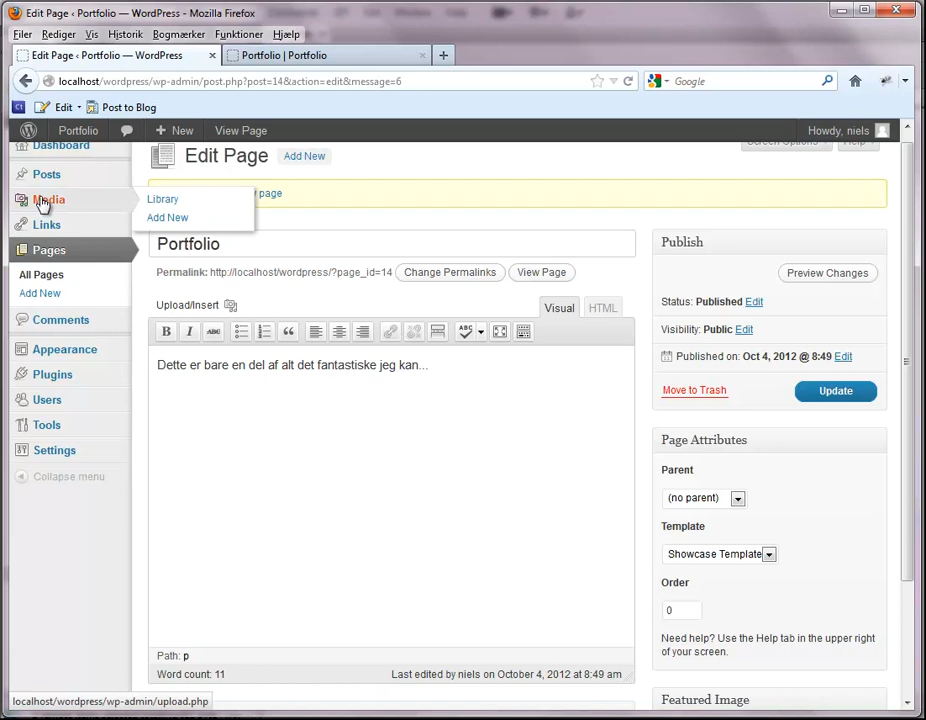 Edit Page ‹ Portfolio — WordPress - Mozilla Firefox
Filer Rediger Vis Historik Bogmærker Funktioner Hjælp
Edit Page ‹ Portfolio — WordPress × Portfolio | Portfolio × +
localhost/wordpress/wp-admin/post.php?post=14&action=edit&message=6 Google
Edit Post to Blog
Portfolio + New View Page Howdy, niels
Dashboard
Edit Page Add New
Screen Options Help
Posts
Media
Links
Pages
All Pages
Add New
Comments
Appearance
Plugins
Users
Tools
Settings
Collapse menu
Library
Add New
page
Portfolio
Permalink: http://localhost/wordpress/?page_id=14 Change Permalinks View Page
Upload/Insert Visual HTML
B I ABC ABC
Dette er bare en del af alt det fantastiske jeg kan...
Path: p
Word count: 11 Last edited by niels on October 4, 2012 at 8:49 am
Publish
Preview Changes
Status: Published Edit
Visibility: Public Edit
Published on: Oct 4, 2012 @ 8:49 Edit
Move to Trash Update
Page Attributes
Parent
(no parent)
Template
Showcase Template
Order
0
Need help? Use the Help tab in the upper right
of your screen.
Featured Image
localhost/wordpress/wp-admin/upload.php